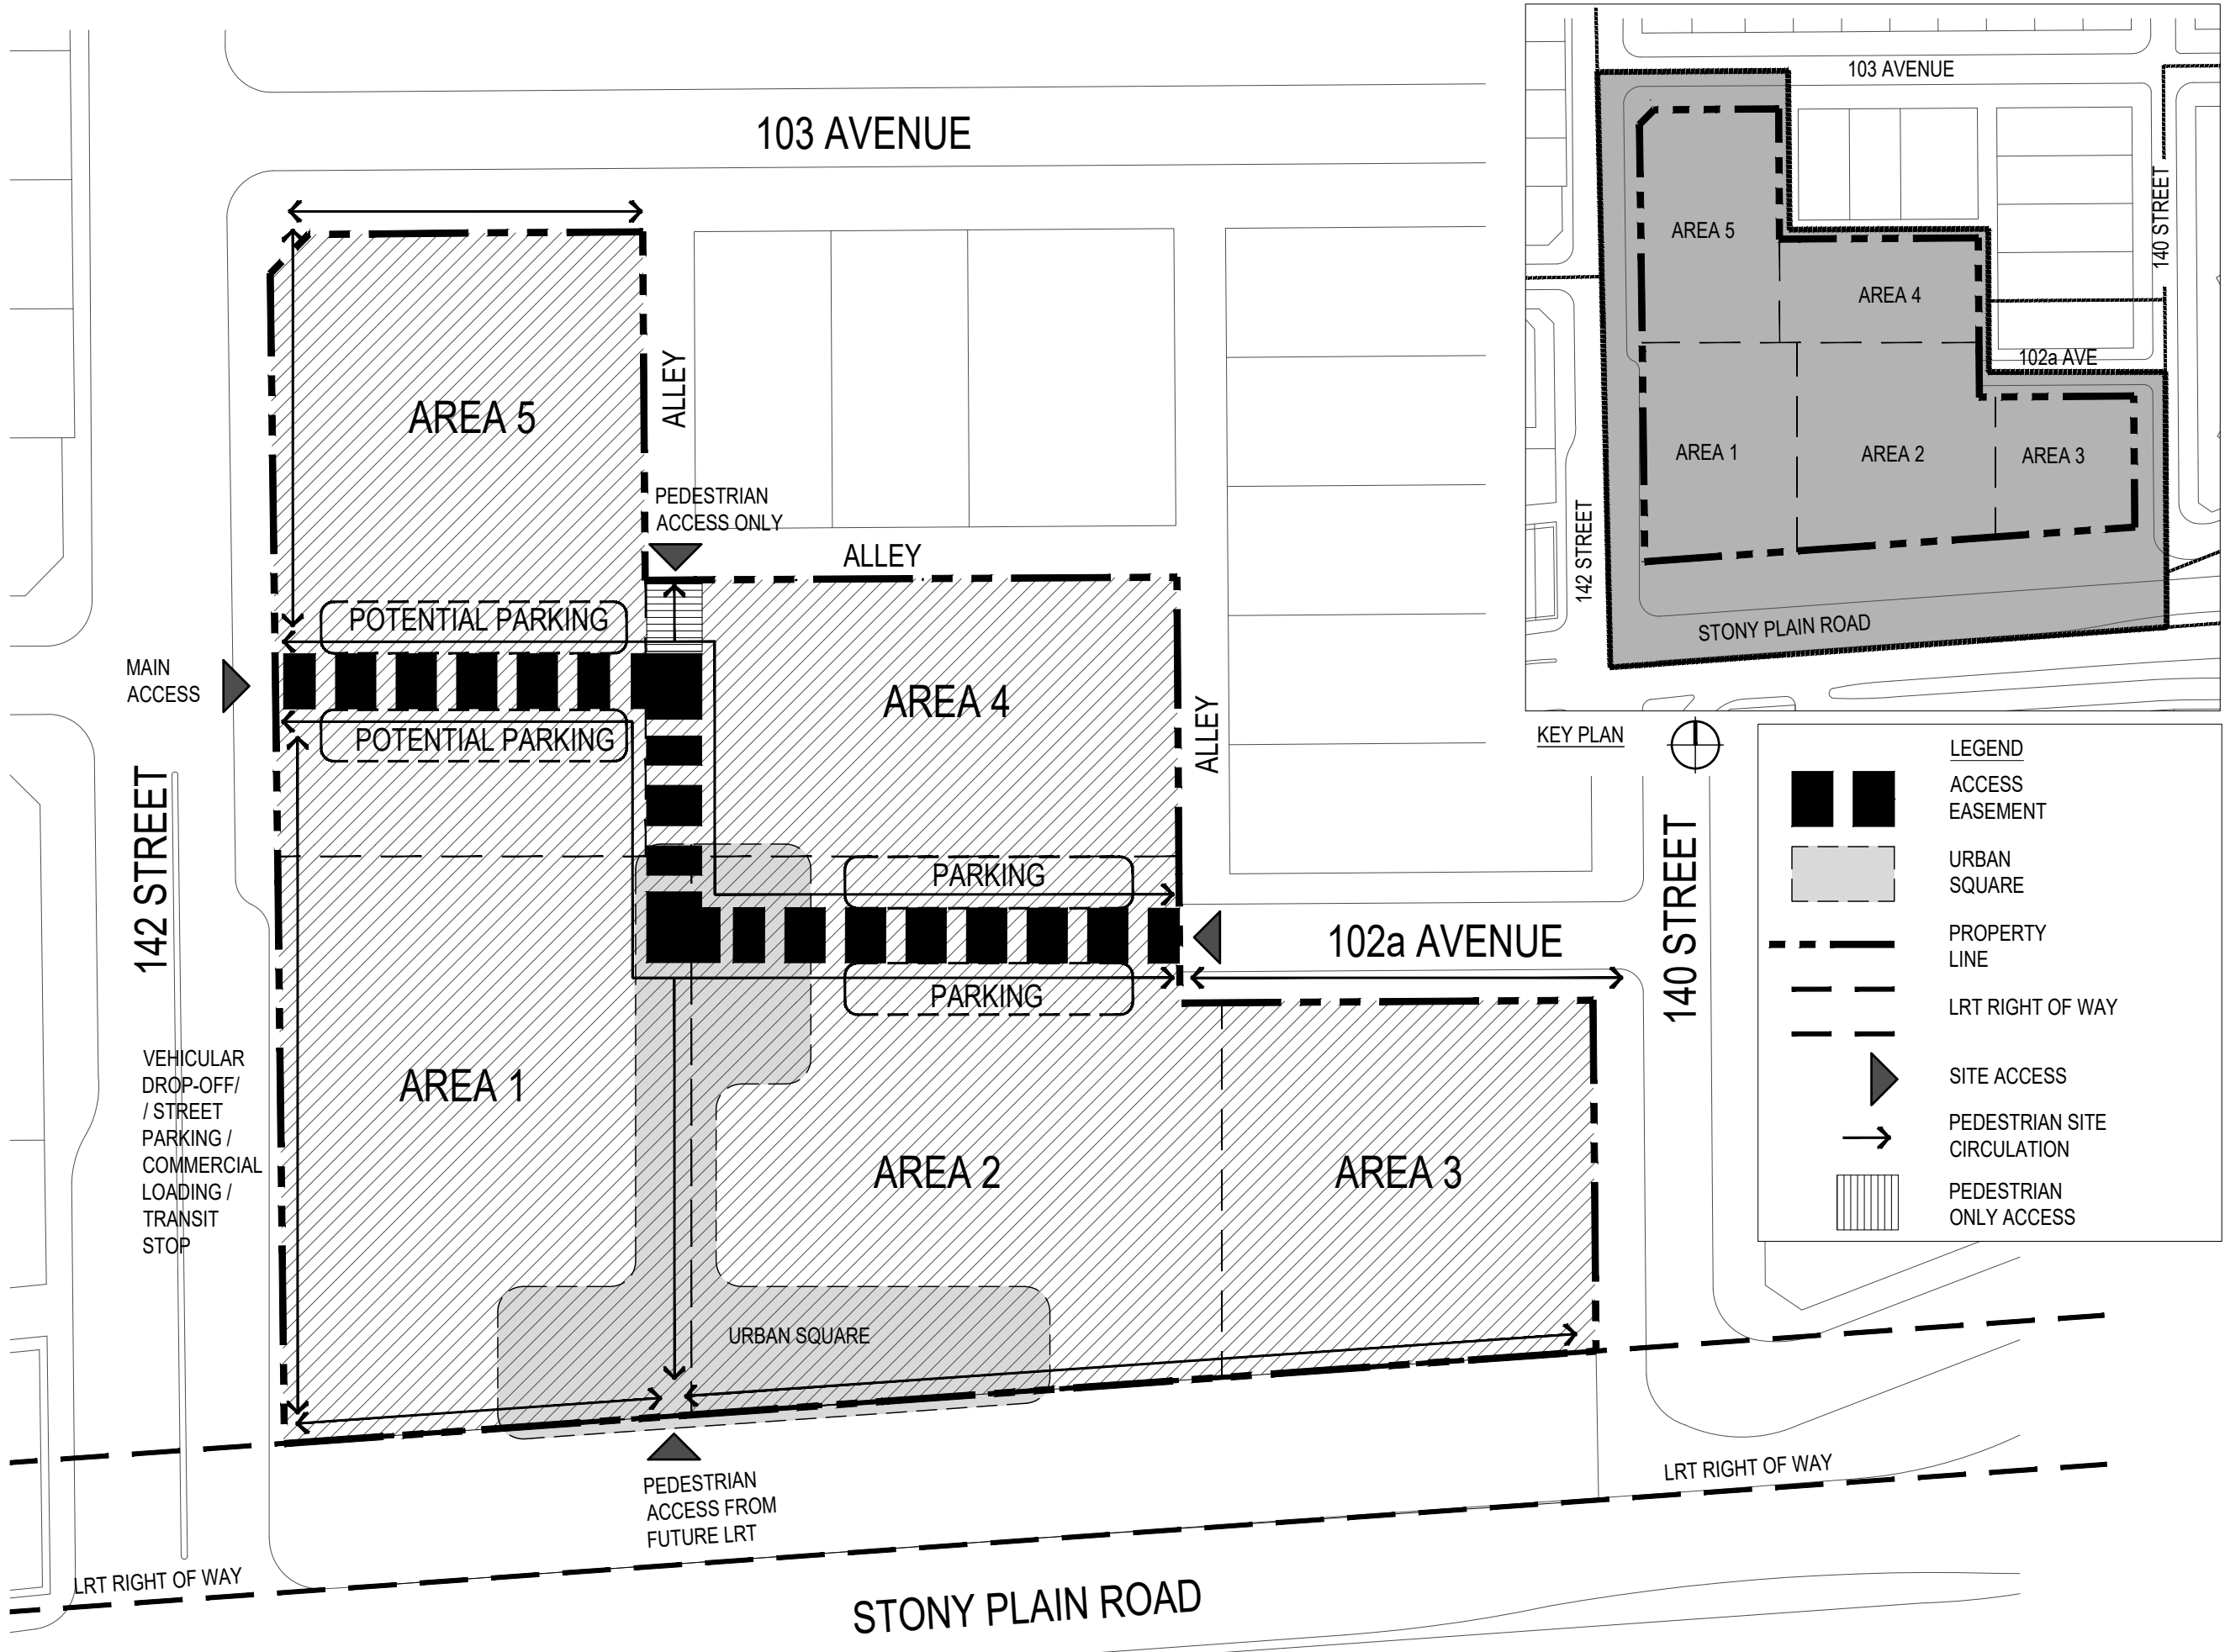 103 AVENUE
AREA 5
ALLEY
PEDESTRIAN
ACCESS ONLY
ALLEY
POTENTIAL PARKING
MAIN
ACCESS
POTENTIAL PARKING
AREA 4
ALLEY
142 STREET
PARKING
102a AVENUE
140 STREET
PARKING
VEHICULAR
DROP-OFF/
/ STREET
PARKING /
COMMERCIAL
LOADING /
TRANSIT
STOP
AREA 1
AREA 2
AREA 3
URBAN SQUARE
PEDESTRIAN
ACCESS FROM
FUTURE LRT
LRT RIGHT OF WAY
LRT RIGHT OF WAY
STONY PLAIN ROAD
103 AVENUE
140 STREET
AREA 5
AREA 4
102a AVE
AREA 1
AREA 2
AREA 3
142 STREET
STONY PLAIN ROAD
KEY PLAN
LEGEND
ACCESS
EASEMENT
URBAN
SQUARE
PROPERTY
LINE
LRT RIGHT OF WAY
SITE ACCESS
PEDESTRIAN SITE
CIRCULATION
PEDESTRIAN
ONLY ACCESS